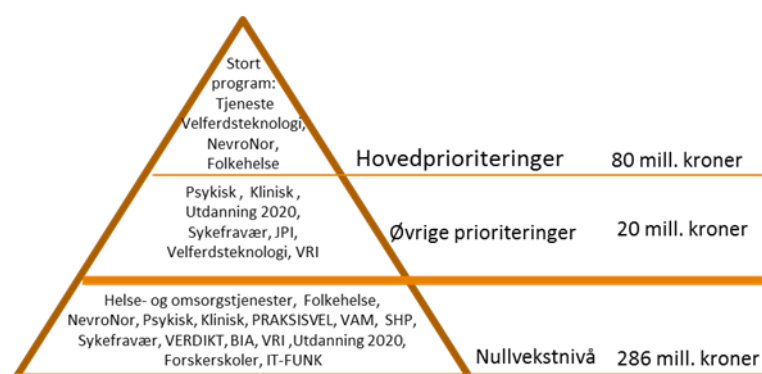 Stort
program:
Tjeneste
Velferdsteknologi,
NevroNor,
Folkehelse
Hovedprioriteringer 80 mill. kroner
Psykisk , Klinisk ,
Utdanning 2020,
Sykefravær, JPI,
Velferdsteknologi, VRI
Øvrige prioriteringer 20 mill. kroner
Helse- og omsorgstjenester, Folkehelse,
NevroNor, Psykisk, Klinisk, PRAKSISVEL, VAM, SHP,
Sykefravær, VERDIKT, BIA, VRI ,Utdanning 2020,
Forskerskoler, IT-FUNK
Nullvekstnivå 286 mill. kroner